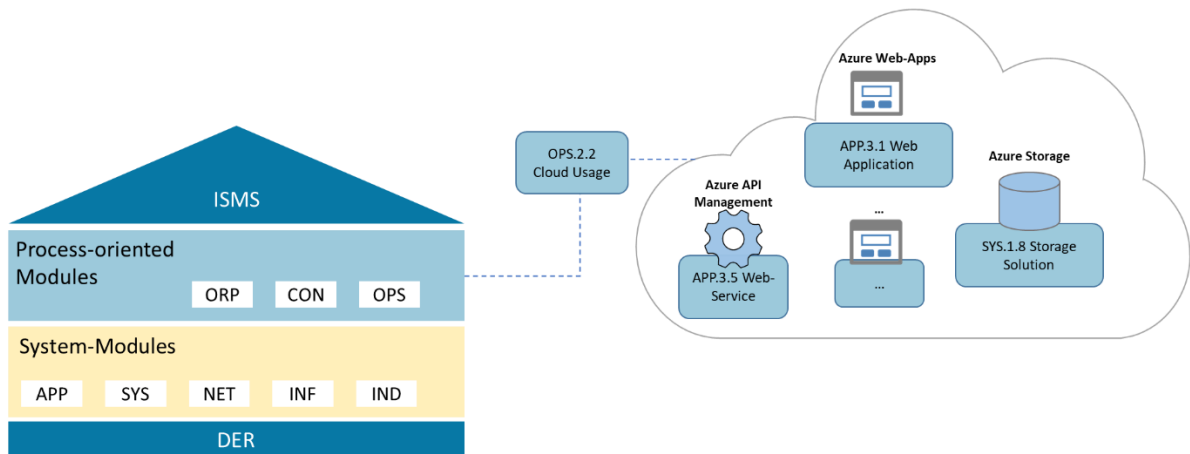 ISMS
Process-oriented
Modules
ORP
CON
OPS
System-Modules
APP
SYS
NET
INF
IND
DER
OPS.2.2
Cloud Usage
Azure Web-Apps
APP.3.1 Web
Application
Azure API
Management
APP.3.5 Web-
Service
...
...
Azure Storage
SYS.1.8 Storage
Solution